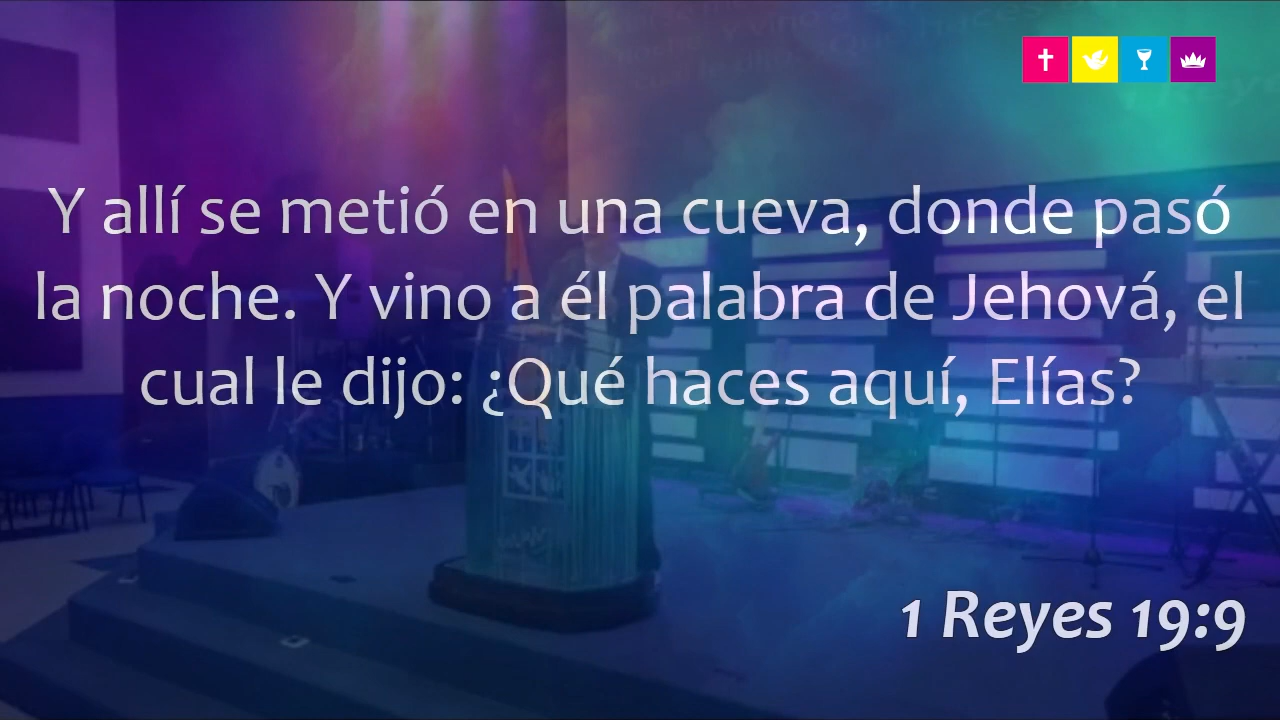 Y allí se metió en una cueva, donde pasó
la noche. Y vino a él palabra de Jehová, el
cual le dijo: ¿Qué haces aquí, Elías?
1 Reyes 19:9